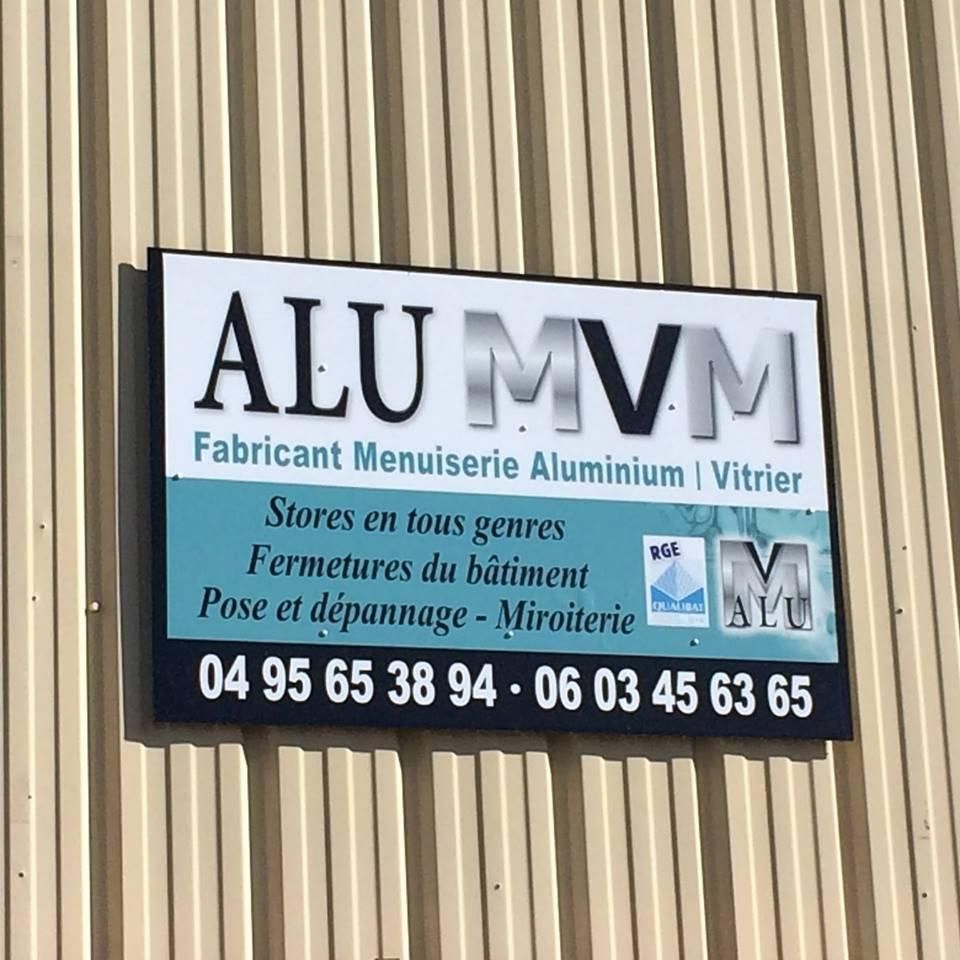 ALU MVM
Fabricant Menuiserie Aluminium | Vitrier
Stores en tous genres
Fermetures du bâtiment
Pose et dépannage - Miroiterie
RGE
QUALIBAT
M
ALU
04 95 65 38 94 · 06 03 45 63 65